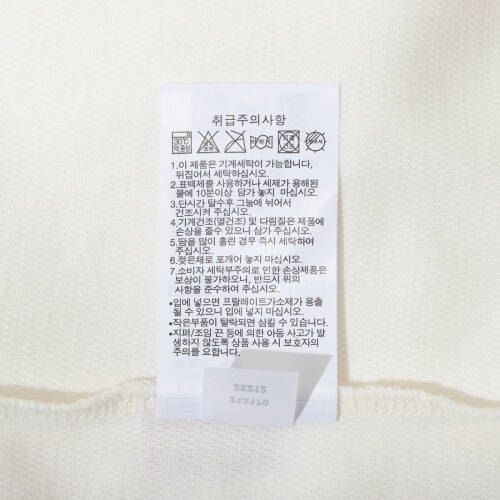 취급주의사항
30℃
약,중성
1.이 제품은 기계세탁이 가능합니다,
뒤집어서 세탁하십시오.
2.표백제를 사용하거나 세제가 용해된
물에 10분이상 담가 놓지 마십시오.
3.단시간 탈수후 그늘에 뉘어서
건조시켜 주십시오.
4.기계건조(열건조) 및 다림질은 제품에
손상을 줄수 있으니 삼가 주십시오.
5.땀을 많이 흘린 경우 즉시 세탁하여
주십시오.
6.젖은채로 포개어 놓지 마십시오.
7.소비자 세탁부주의로 인한 손상제품은
보상이 불가하오니, 반드시 위의
사항을 준수하여 주십시오.
•입에 넣으면 프탈레이트가소제가 용출
될 수 있으니 입에 넣지 마십시오.
•작은부품이 탈락되면 삼킬 수 있습니다.
•지퍼/조임 끈 등에 의한 아동 사고가 발
생하지 않도록 상품 사용 시 보호자의
주의를 요합니다.